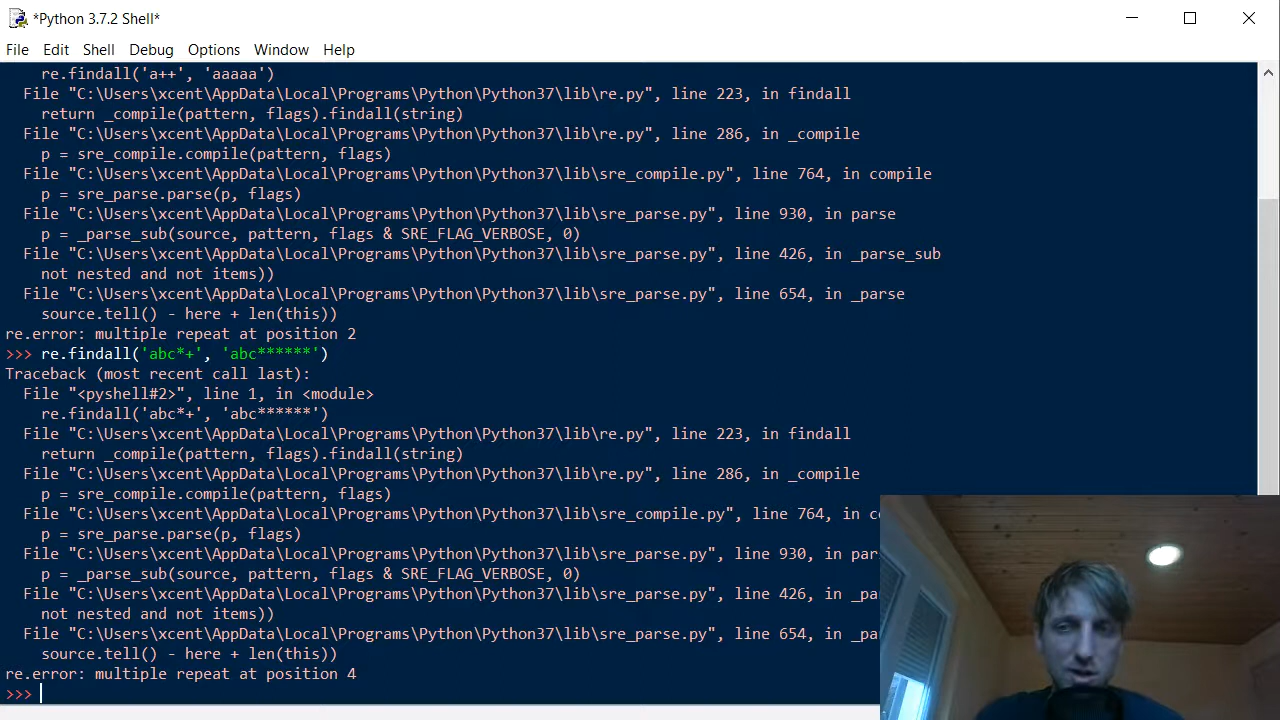 *Python 3.7.2 Shell*
File Edit Shell Debug Options Window Help
re.findall('a++', 'aaaaa')
File "C:\Users\xcent\AppData\Local\Programs\Python\Python37\lib\re.py", line 223, in findall
return _compile(pattern, flags).findall(string)
File "C:\Users\xcent\AppData\Local\Programs\Python\Python37\lib\re.py", line 286, in _compile
p = sre_compile.compile(pattern, flags)
File "C:\Users\xcent\AppData\Local\Programs\Python\Python37\lib\sre_compile.py", line 764, in compile
p = sre_parse.parse(p, flags)
File "C:\Users\xcent\AppData\Local\Programs\Python\Python37\lib\sre_parse.py", line 930, in parse
p = _parse_sub(source, pattern, flags & SRE_FLAG_VERBOSE, 0)
File "C:\Users\xcent\AppData\Local\Programs\Python\Python37\lib\sre_parse.py", line 426, in _parse_sub
not nested and not items))
File "C:\Users\xcent\AppData\Local\Programs\Python\Python37\lib\sre_parse.py", line 654, in _parse
source.tell() - here + len(this))
re.error: multiple repeat at position 2
>>> re.findall('abc*+', 'abc******')
Traceback (most recent call last):
File "<pyshell#2>", line 1, in <module>
re.findall('abc*+', 'abc******')
File "C:\Users\xcent\AppData\Local\Programs\Python\Python37\lib\re.py", line 223, in findall
return _compile(pattern, flags).findall(string)
File "C:\Users\xcent\AppData\Local\Programs\Python\Python37\lib\re.py", line 286, in _compile
p = sre_compile.compile(pattern, flags)
File "C:\Users\xcent\AppData\Local\Programs\Python\Python37\lib\sre_compile.py", line 764, in c
p = sre_parse.parse(p, flags)
File "C:\Users\xcent\AppData\Local\Programs\Python\Python37\lib\sre_parse.py", line 930, in par
p = _parse_sub(source, pattern, flags & SRE_FLAG_VERBOSE, 0)
File "C:\Users\xcent\AppData\Local\Programs\Python\Python37\lib\sre_parse.py", line 426, in _pa
not nested and not items))
File "C:\Users\xcent\AppData\Local\Programs\Python\Python37\lib\sre_parse.py", line 654, in _pa
source.tell() - here + len(this))
re.error: multiple repeat at position 4
>>>